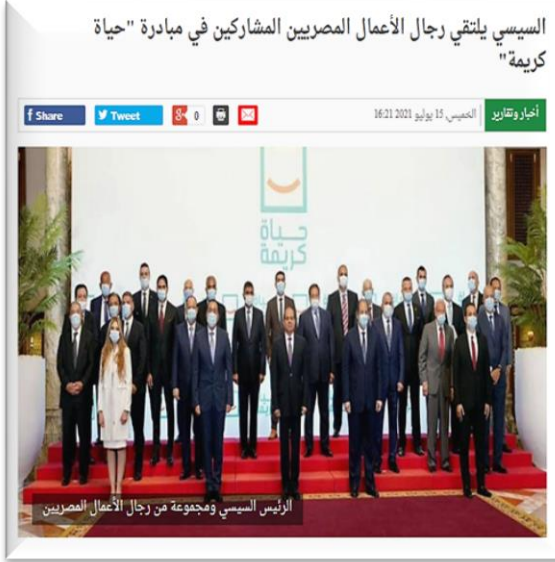 السيسي يلتقي رجال الأعمال المصريين المشاركين في مبادرة "حياة
كريمة"
أخبار وتقارير
الخميس, 15 يوليو 2021 16:21
f Share
Tweet
g+ 0
حياة
كريمة
الرئيس السيسي ومجموعة من رجال الأعمال المصريين